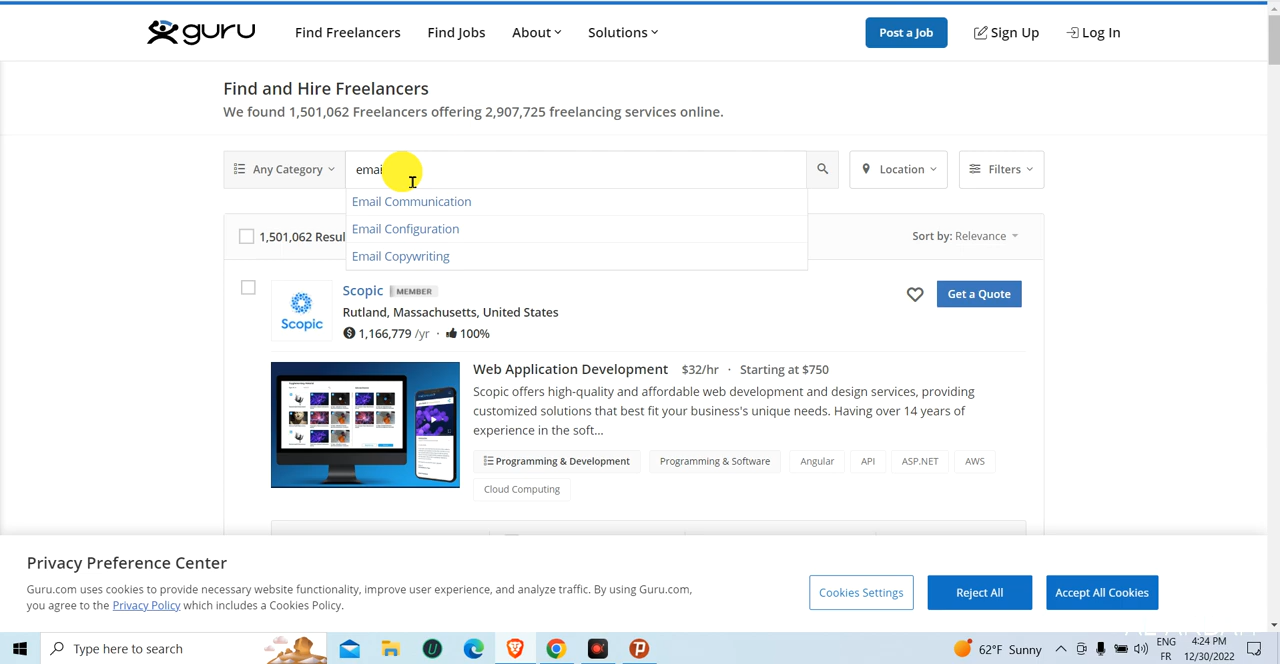 guru
Find Freelancers
Find Jobs
About
Solutions
Post a Job
Sign Up
Log In
Find and Hire Freelancers
We found 1,501,062 Freelancers offering 2,907,725 freelancing services online.
Any Category
emai
Location
Filters
Email Communication
Email Configuration
Email Copywriting
1,501,062 Resul
Sort by: Relevance
Scopic
Scopic MEMBER
Get a Quote
Rutland, Massachusetts, United States
1,166,779 /yr · 100%
Web Application Development $32/hr · Starting at $750
Scopic offers high-quality and affordable web development and design services, providing
customized solutions that best fit your business's unique needs. Having over 14 years of
experience in the soft...
Programming & Development
Programming & Software
Angular
API
ASP.NET
AWS
Cloud Computing
Privacy Preference Center
Guru.com uses cookies to provide necessary website functionality, improve user experience, and analyze traffic. By using Guru.com,
you agree to the Privacy Policy which includes a Cookies Policy.
Cookies Settings
Reject All
Accept All Cookies
Type here to search
62°F Sunny
ENG
FR
4:24 PM
12/30/2022